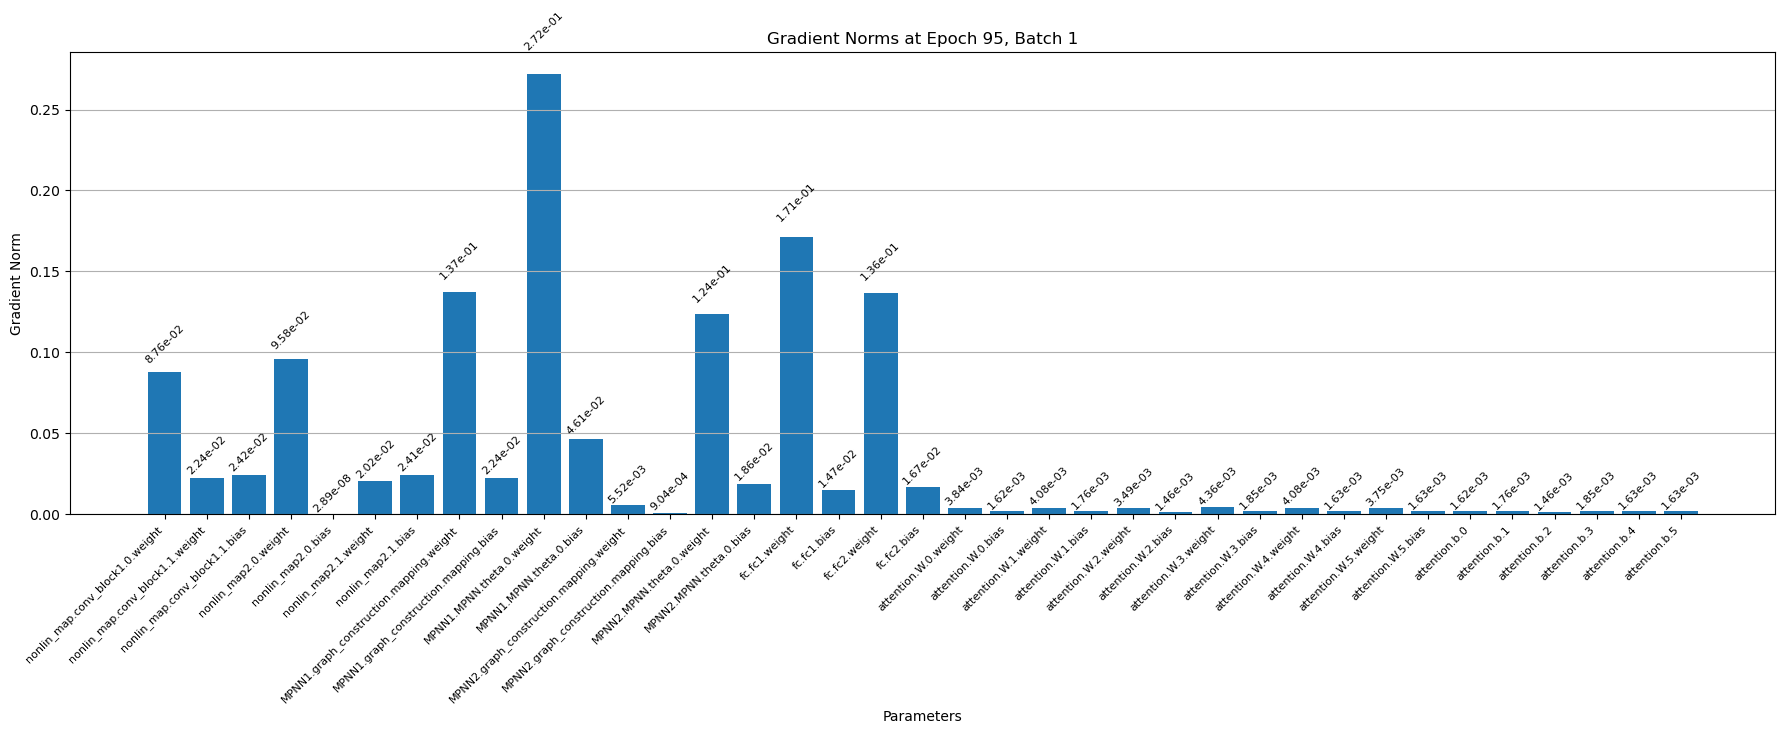 Gradient Norms at Epoch 95, Batch 1
Gradient Norm
0.25
0.20
0.15
0.10
0.05
0.00
8.76e-02
2.24e-02
2.42e-02
9.58e-02
2.89e-08
2.02e-02
2.41e-02
1.37e-01
2.24e-02
2.72e-01
4.61e-02
5.52e-03
9.04e-04
1.24e-01
1.86e-02
1.71e-01
1.47e-02
1.36e-01
1.67e-02
3.84e-03
1.62e-03
4.08e-03
1.76e-03
3.49e-03
1.46e-03
4.36e-03
1.85e-03
4.08e-03
1.63e-03
3.75e-03
1.63e-03
1.62e-03
1.76e-03
1.46e-03
1.85e-03
1.63e-03
1.63e-03
nonlin_map.conv_block1.0.weight
nonlin_map.conv_block1.1.weight
nonlin_map.conv_block1.1.bias
nonlin_map2.0.weight
nonlin_map2.0.bias
nonlin_map2.1.weight
nonlin_map2.1.bias
MPNN1.graph_construction.mapping.weight
MPNN1.graph_construction.mapping.bias
MPNN1.MPNN.theta.0.weight
MPNN1.MPNN.theta.0.bias
MPNN2.graph_construction.mapping.weight
MPNN2.graph_construction.mapping.bias
MPNN2.MPNN.theta.0.weight
MPNN2.MPNN.theta.0.bias
fc.fc1.weight
fc.fc1.bias
fc.fc2.weight
fc.fc2.bias
attention.W.0.weight
attention.W.0.bias
attention.W.1.weight
attention.W.1.bias
attention.W.2.weight
attention.W.2.bias
attention.W.3.weight
attention.W.3.bias
attention.W.4.weight
attention.W.4.bias
attention.W.5.weight
attention.W.5.bias
attention.b.0
attention.b.1
attention.b.2
attention.b.3
attention.b.4
attention.b.5
Parameters